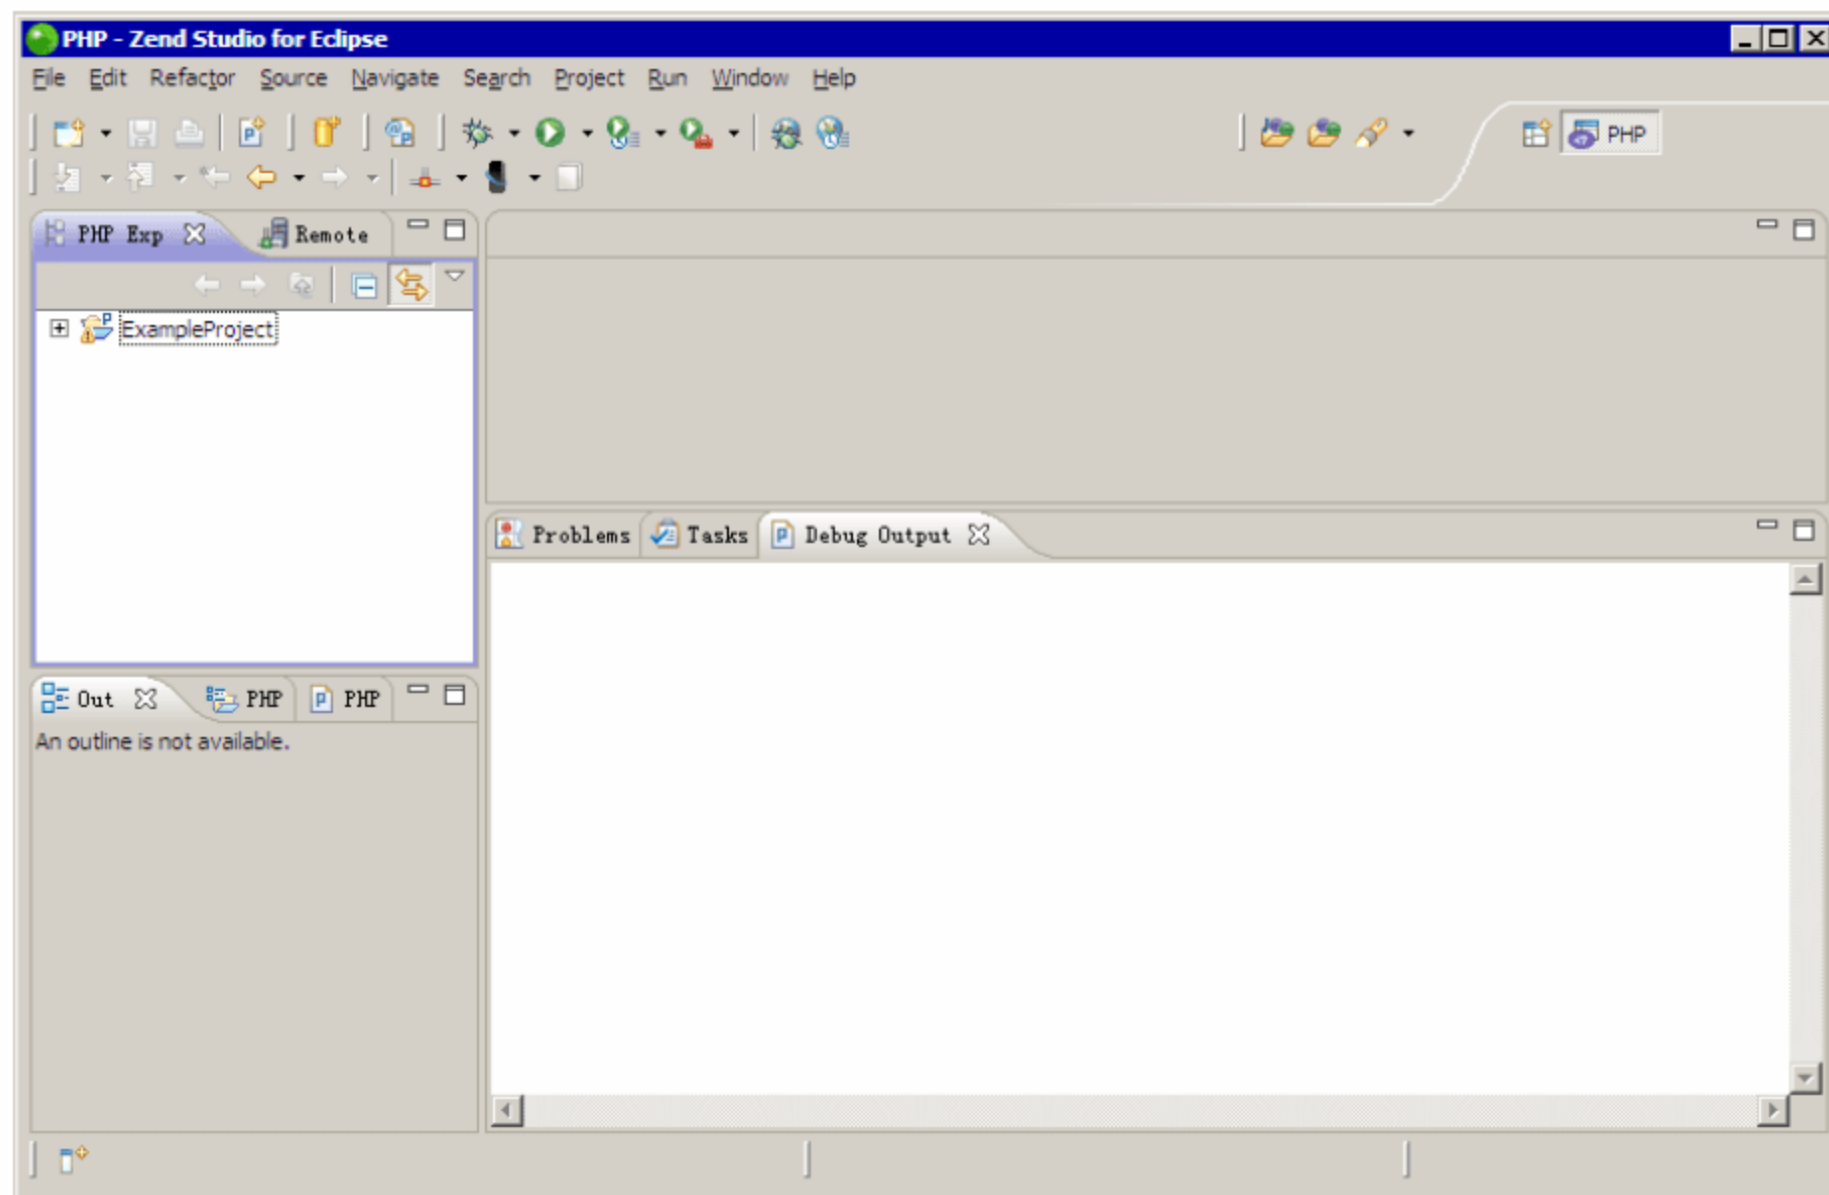 PHP - Zend Studio for Eclipse
File Edit Refactor Source Navigate Search Project Run Window Help
PHP
PHP Exp Remote
ExampleProject
Problems Tasks Debug Output
Out PHP PHP
An outline is not available.